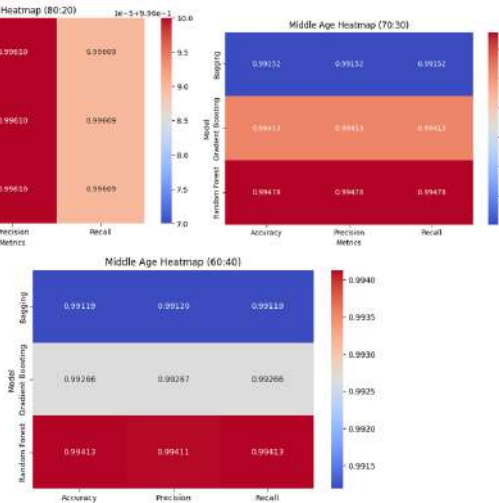 Heatmap (80:20)
1e−5+9.96e−1
0.99610
0.99609
0.99610
0.99609
0.99610
0.99609
10.0
9.5
9.0
8.5
8.0
7.5
7.0
Precision
Recall
Metrics
Middle Age Heatmap (70:30)
Model
Bagging
0.99152
0.99152
0.99152
Gradient Boosting
0.99413
0.99413
0.99413
Random Forest
0.99478
0.99478
0.99478
Accuracy
Precision
Recall
Metrics
Middle Age Heatmap (60:40)
Model
Bagging
0.99119
0.99120
0.99119
Gradient Boosting
0.99266
0.99267
0.99266
Random Forest
0.99413
0.99411
0.99413
0.9940
0.9935
0.9930
0.9925
0.9920
0.9915
Accuracy
Precision
Recall